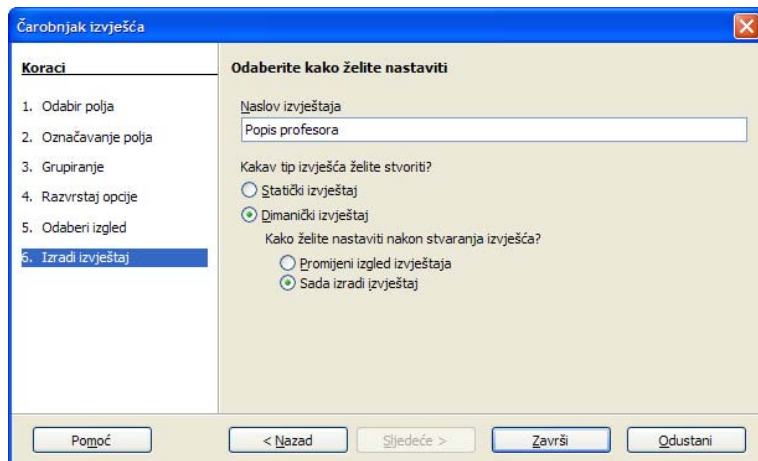 Čarobnjak izvješća
Koraci
1. Odabir polja
2. Označavanje polja
3. Grupiranje
4. Razvrstaj opcije
5. Odaberi izgled
6. Izradi izvještaj
Odaberite kako želite nastaviti
Naslov izvještaja
Popis profesora
Kakav tip izvješća želite stvoriti?
Statički izvještaj
Dimanički izvještaj
Kako želite nastaviti nakon stvaranja izvješća?
Promijeni izgled izvještaja
Sada izradi izvještaj
Pomoć
< Nazad
Sljedeće >
Završi
Odustani